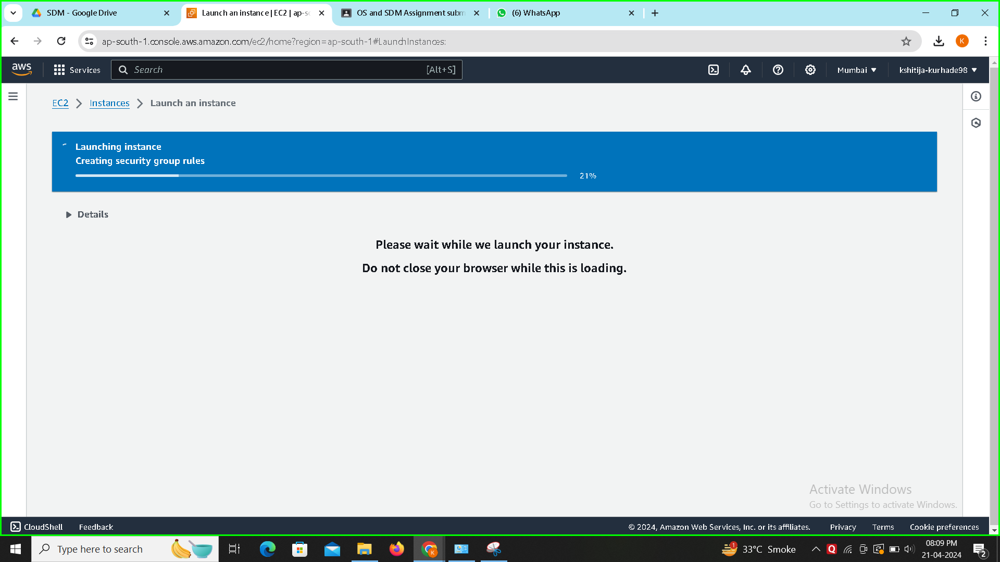 SDM - Google Drive
Launch an instance | EC2 | ap-s
OS and SDM Assignment subm
(6) WhatsApp
ap-south-1.console.aws.amazon.com/ec2/home?region=ap-south-1#LaunchInstances:
K
aws
Services
Search
[Alt+S]
Mumbai
kshitija-kurhade98
EC2
Instances
Launch an instance
Launching instance
Creating security group rules
21%
Details
Please wait while we launch your instance.
Do not close your browser while this is loading.
Activate Windows
Go to Settings to activate Windows.
CloudShell
Feedback
© 2024, Amazon Web Services, Inc. or its affiliates.
Privacy
Terms
Cookie preferences
Type here to search
K
1
33°C Smoke
Q
08:09 PM
21-04-2024
2